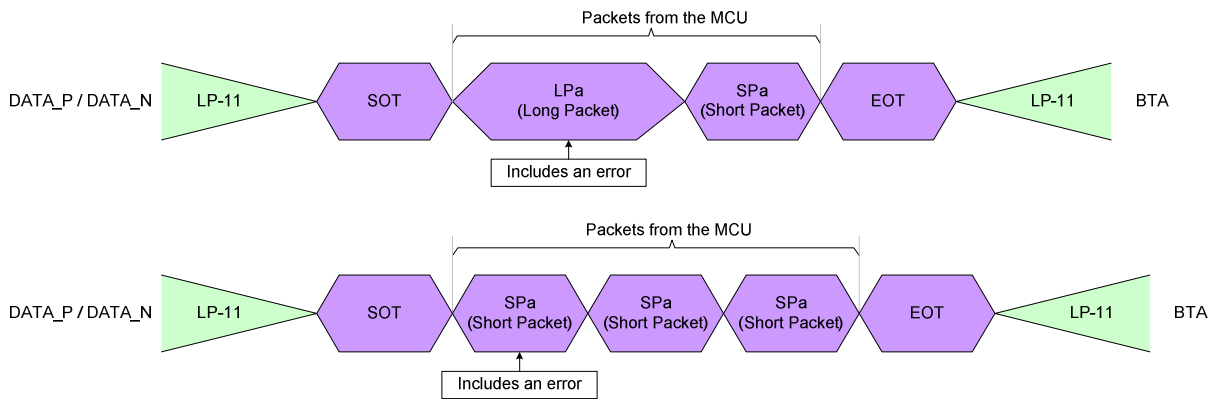 Packets from the MCU
DATA_P / DATA_N
LP-11
SOT
LPa
(Long Packet)
SPa
(Short Packet)
EOT
LP-11
BTA
Includes an error
Packets from the MCU
DATA_P / DATA_N
LP-11
SOT
SPa
(Short Packet)
SPa
(Short Packet)
SPa
(Short Packet)
EOT
LP-11
BTA
Includes an error